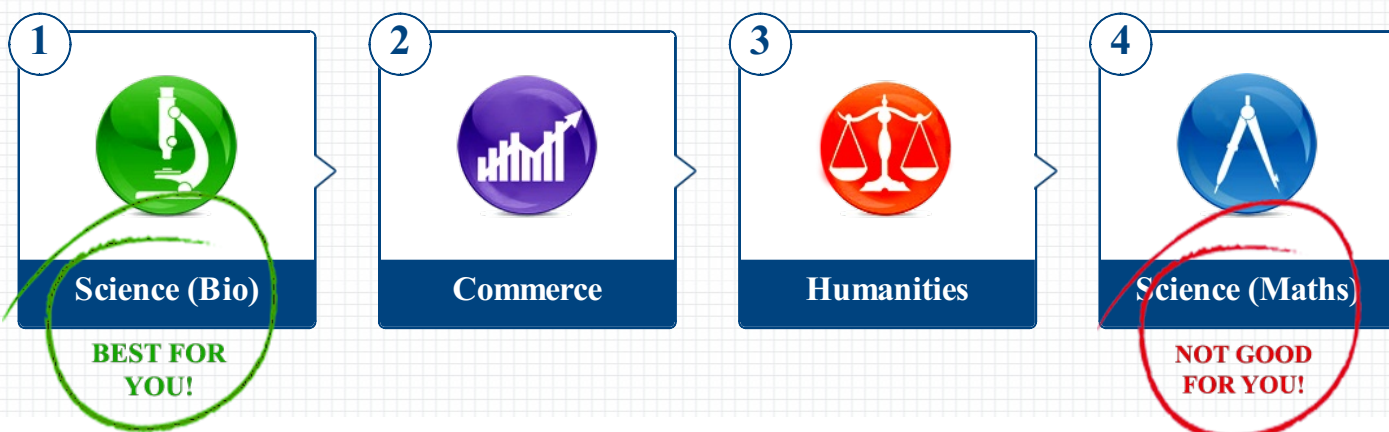 1
2
3
4
Science (Bio)
Commerce
Humanities
Science (Maths)
BEST FOR
YOU!
NOT GOOD
FOR YOU!